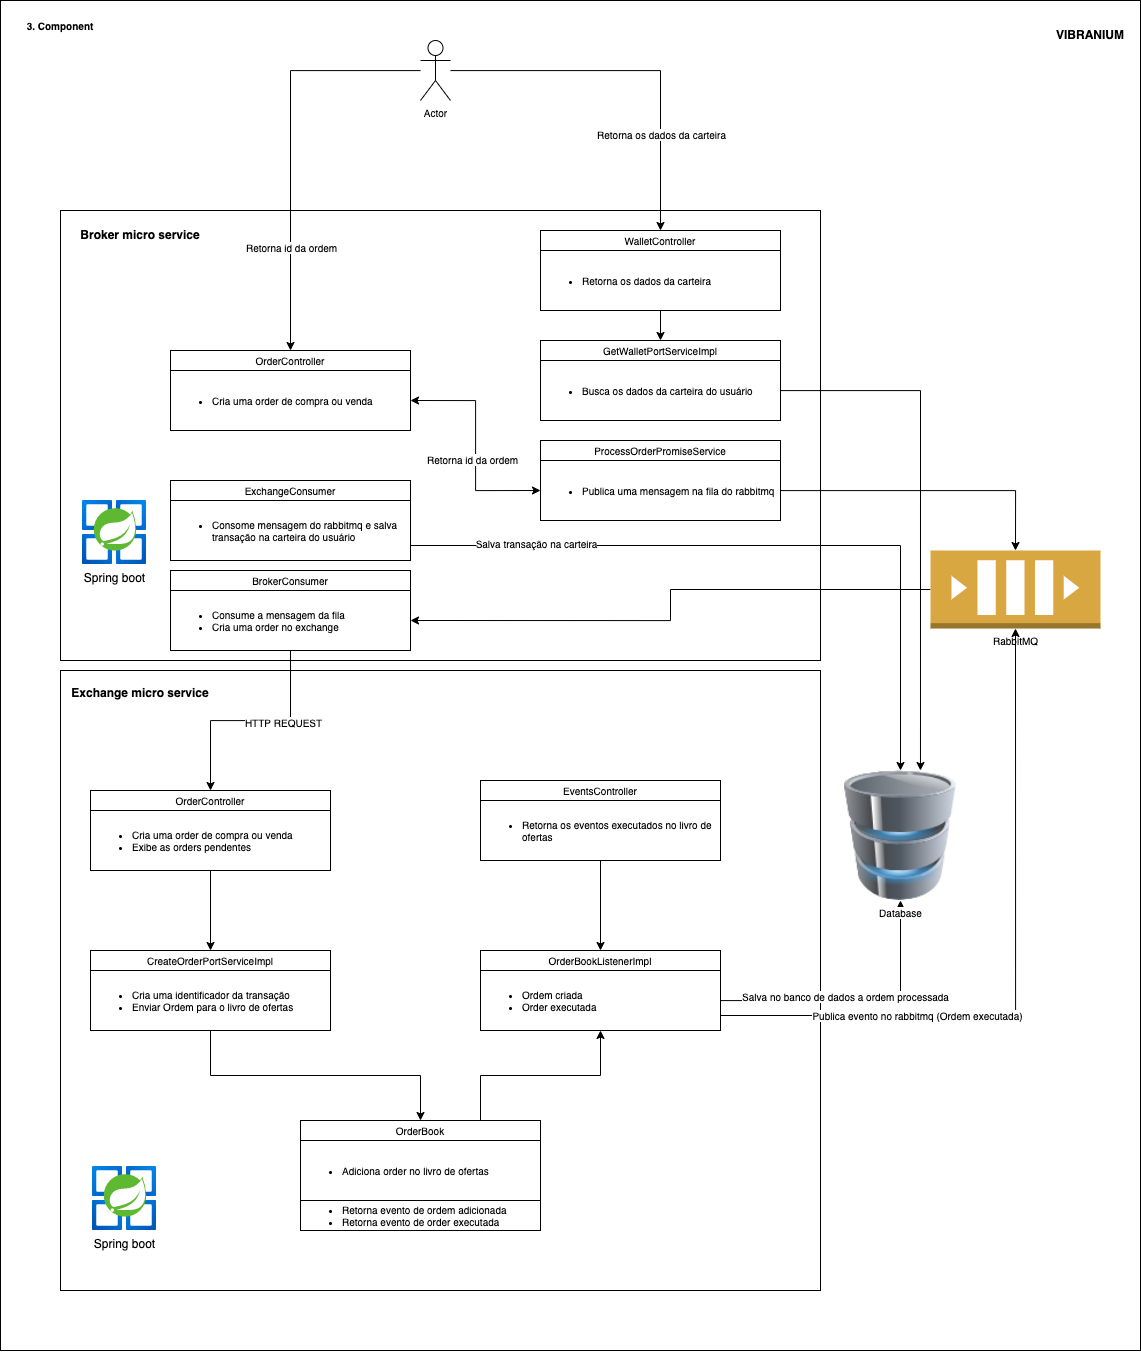 3. Component
VIBRANIUM
Actor
Retorna os dados da carteira
Broker micro service
Retorna id da ordem
WalletController
Retorna os dados da carteira
OrderController
Cria uma order de compra ou venda
GetWalletPortServiceImpl
Busca os dados da carteira do usuário
Retorna id da ordem
ProcessOrderPromiseService
Publica uma mensagem na fila do rabbitmq
ExchangeConsumer
Consome mensagem do rabbitmq e salva
transação na carteira do usuário
Salva transação na carteira
Spring boot
BrokerConsumer
Consume a mensagem da fila
Cria uma order no exchange
RabbitMQ
Exchange micro service
HTTP REQUEST
OrderController
Cria uma order de compra ou venda
Exibe as orders pendentes
EventsController
Retorna os eventos executados no livro de
ofertas
Database
CreateOrderPortServiceImpl
Cria uma identificador da transação
Enviar Ordem para o livro de ofertas
OrderBookListenerImpl
Ordem criada
Order executada
Salva no banco de dados a ordem processada
Publica evento no rabbitmq (Ordem executada)
OrderBook
Adiciona order no livro de ofertas
Retorna evento de ordem adicionada
Retorna evento de order executada
Spring boot